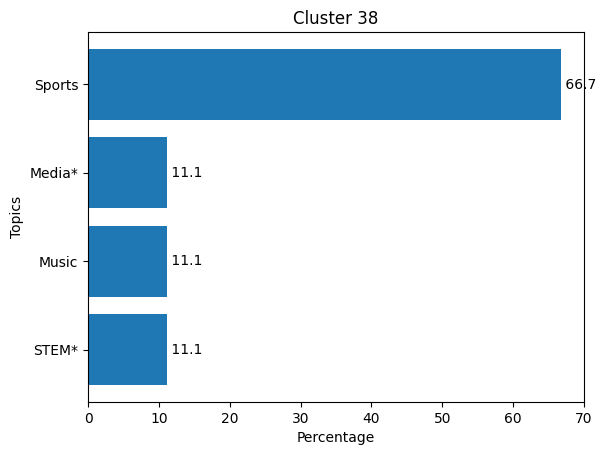 Cluster 38
Sports
66.7
Media*
11.1
Music
11.1
STEM*
11.1
Topics
0 10 20 30 40 50 60 70
Percentage